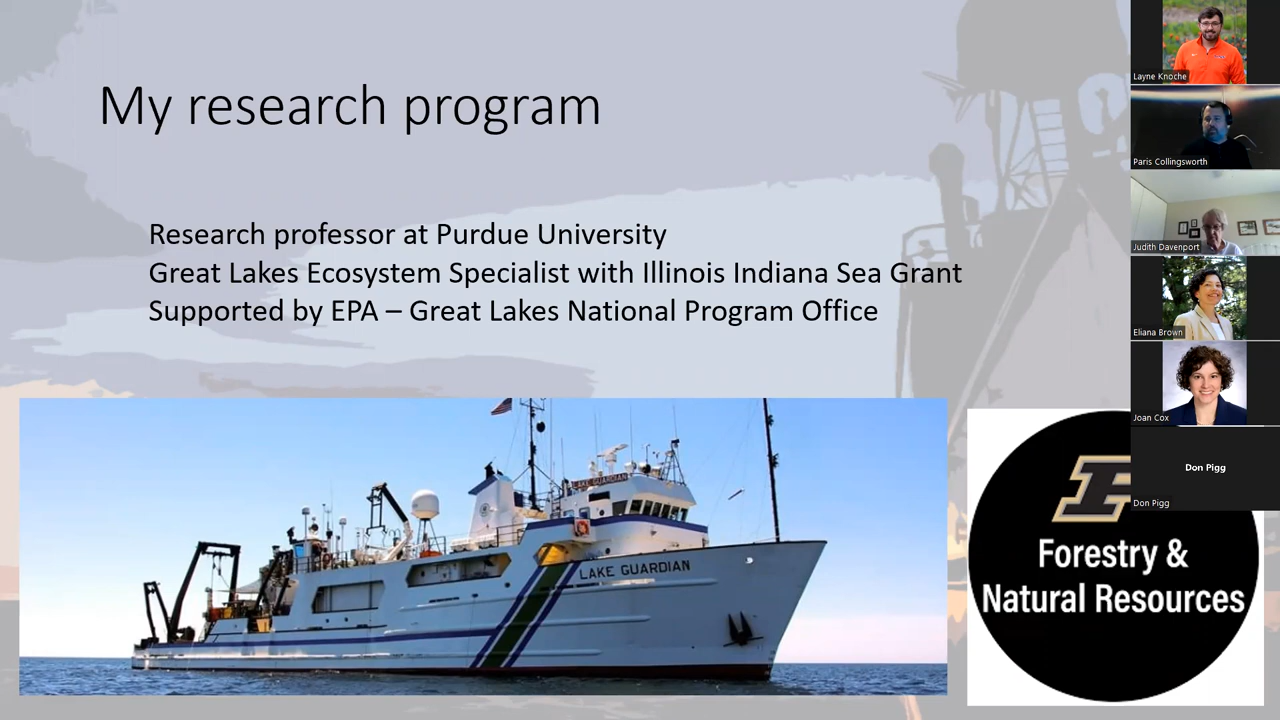 My research program
Research professor at Purdue University
Great Lakes Ecosystem Specialist with Illinois Indiana Sea Grant
Supported by EPA – Great Lakes National Program Office
LAKE GUARDIAN
LAKE GUARDIAN
Forestry &
Natural Resources
Layne Knoche
Paris Collingsworth
Judith Davenport
Eliana Brown
Joan Cox
Don Pigg
Don Pigg